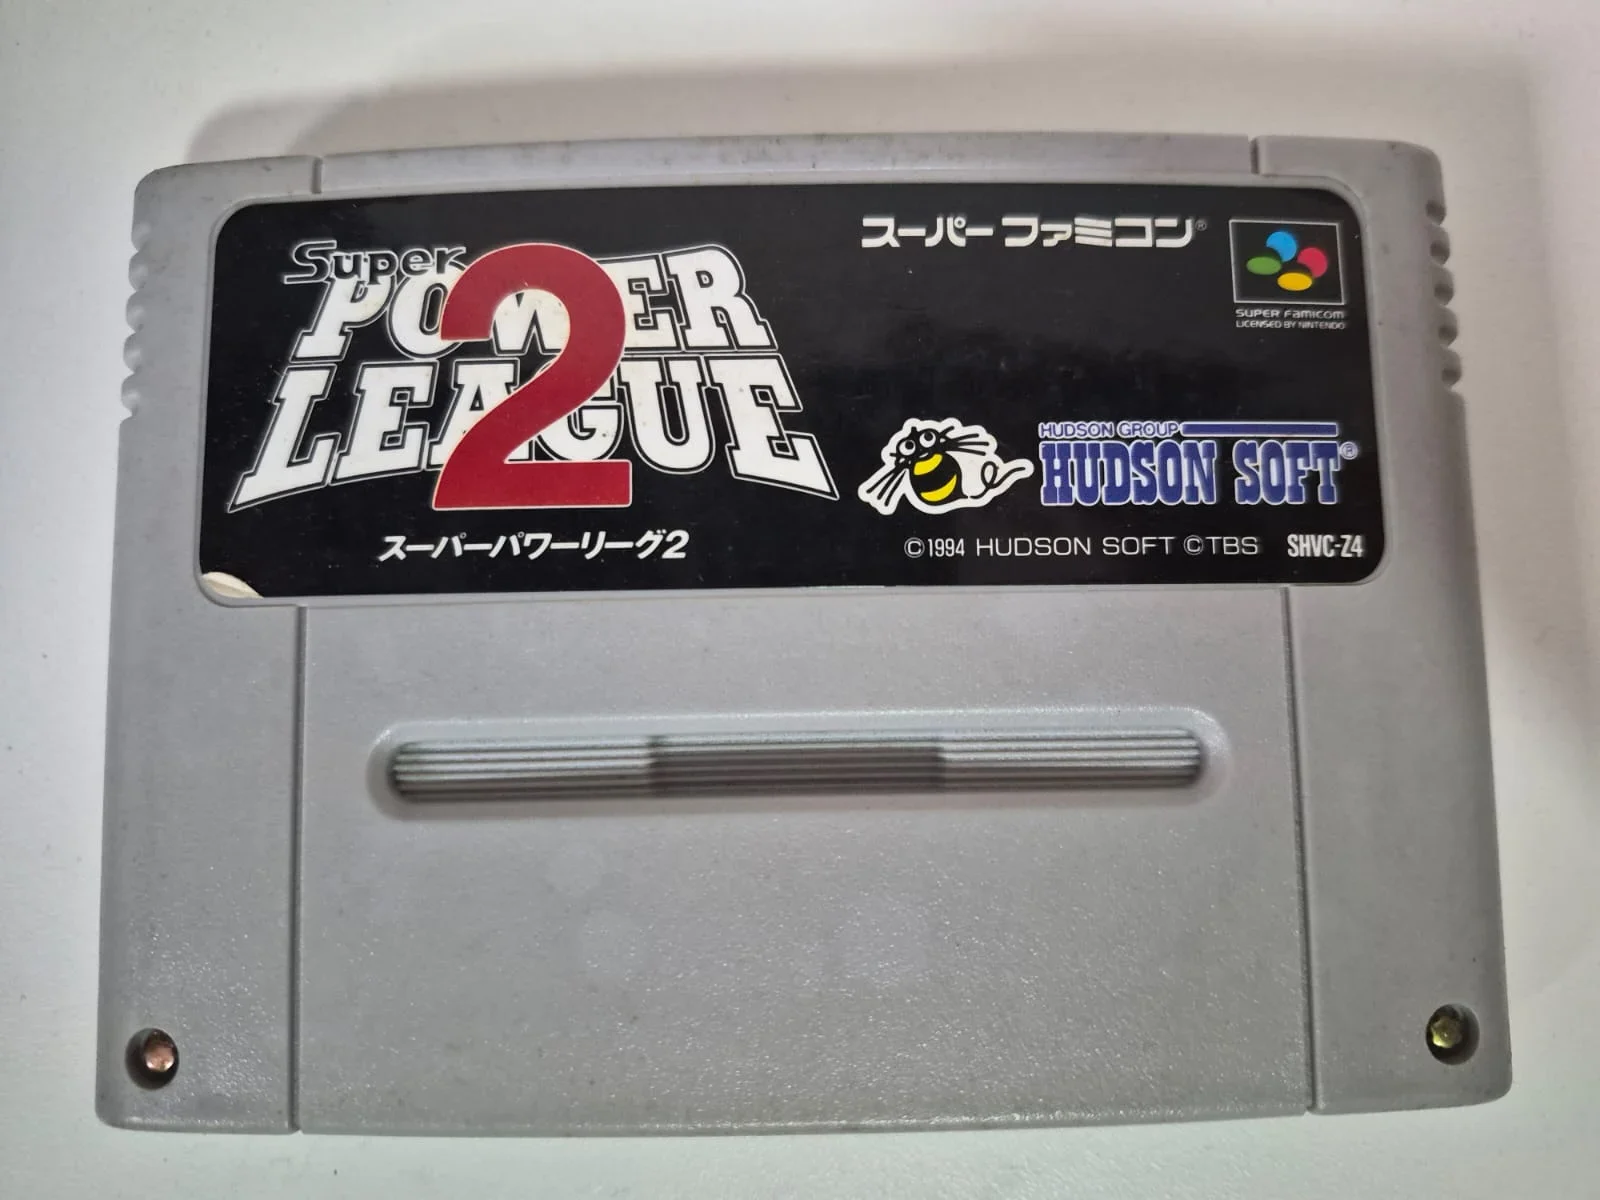 Super
POWER
LEAGUE
2
スーパーパワーリーグ2
スーパーファミコン®
SUPER FAMICOM
LICENSED BY NINTENDO
HUDSON GROUP
HUDSON SOFT®
©1994 HUDSON SOFT ©TBS SHVC-Z4